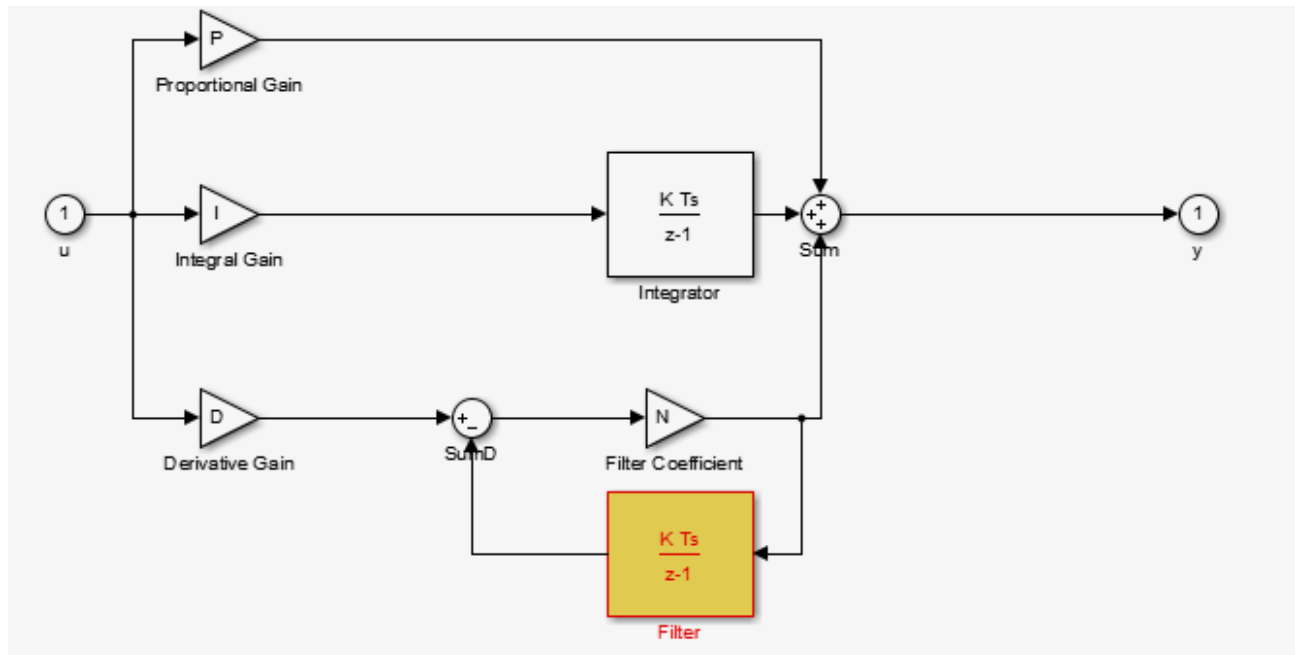 P
Proportional Gain
1
u
I
Integral Gain
K Ts
z-1
Integrator
+
+
+
Sum
1
y
D
Derivative Gain
+
−
SumD
N
Filter Coefficient
K Ts
z-1
Filter